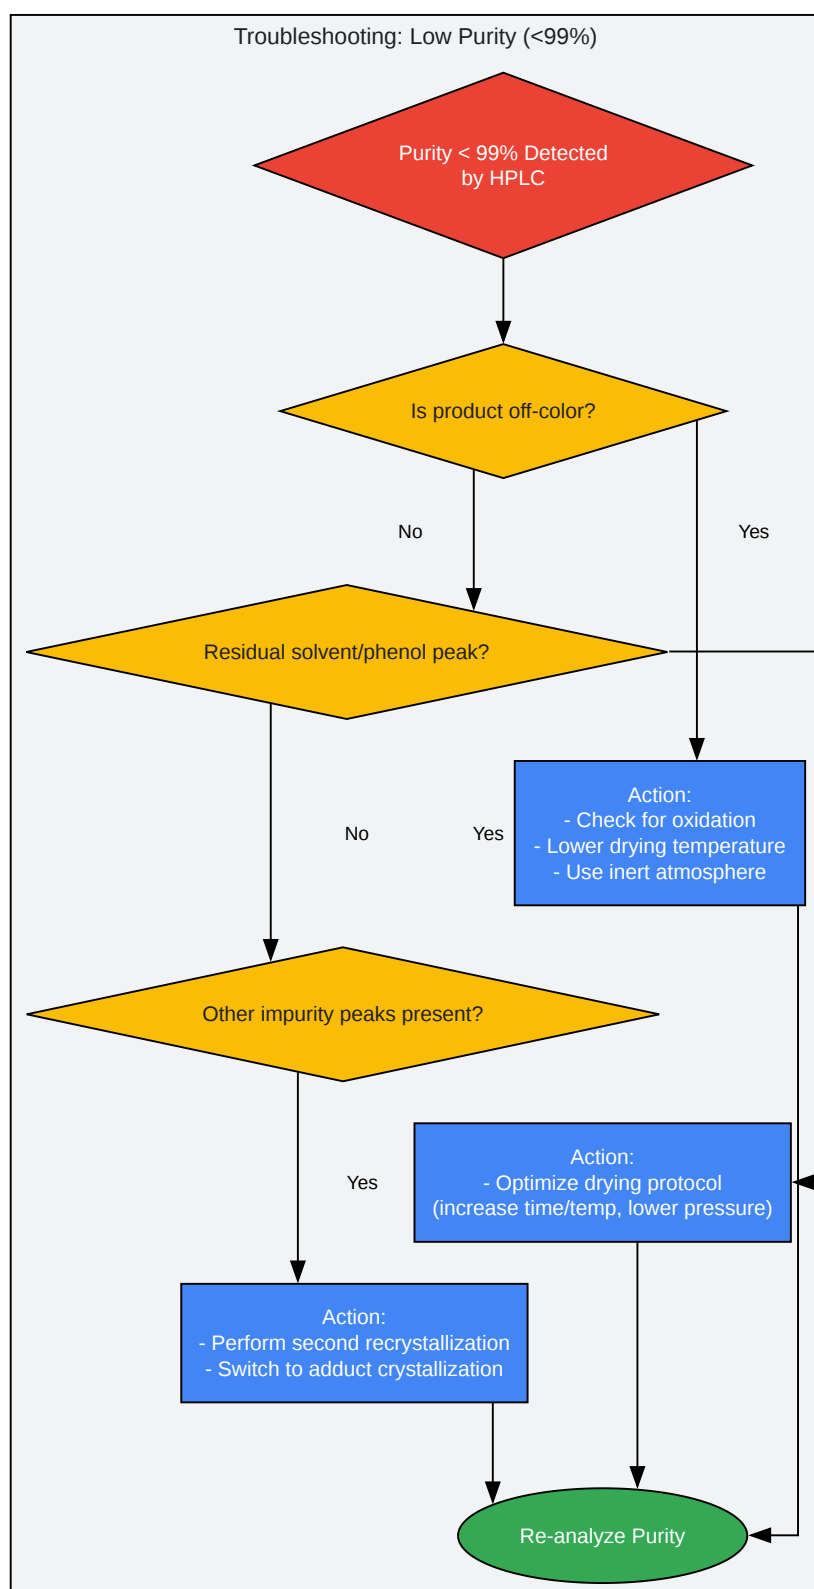 Troubleshooting: Low Purity (<99%)
Purity < 99% Detected
by HPLC
Is product off-color?
No
Yes
Residual solvent/phenol peak?
No
Yes
Action:
- Check for oxidation
- Lower drying temperature
- Use inert atmosphere
Other impurity peaks present?
Yes
Action:
- Optimize drying protocol
(increase time/temp, lower pressure)
Action:
- Perform second recrystallization
- Switch to adduct crystallization
Re-analyze Purity